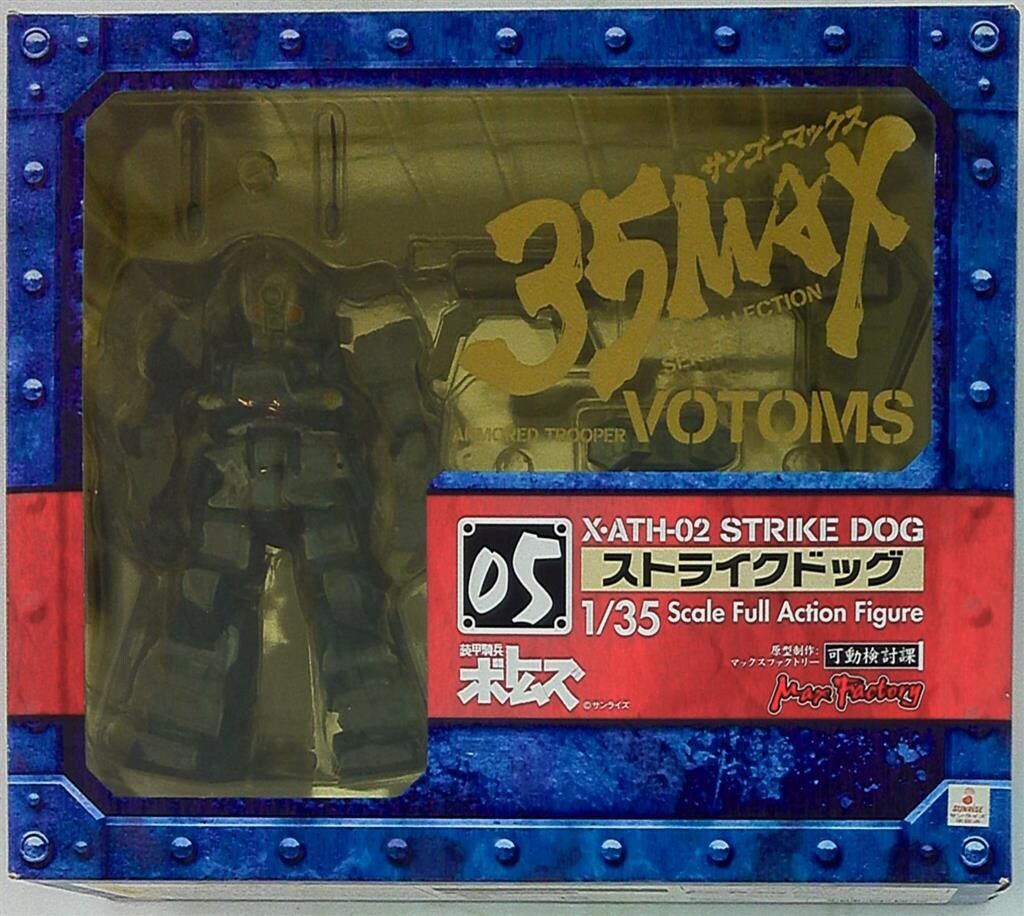 サンゴーマックス
35MAX
COLLECTION
SERIES
ARMORED TROOPER VOTOMS
05
X・ATH-02 STRIKE DOG
ストライクドッグ
1/35 Scale Full Action Figure
装甲騎兵
ボトムズ
©サンライズ
原型制作:
マックスファクトリー
可動検討課
Max Factory
SUNRISE